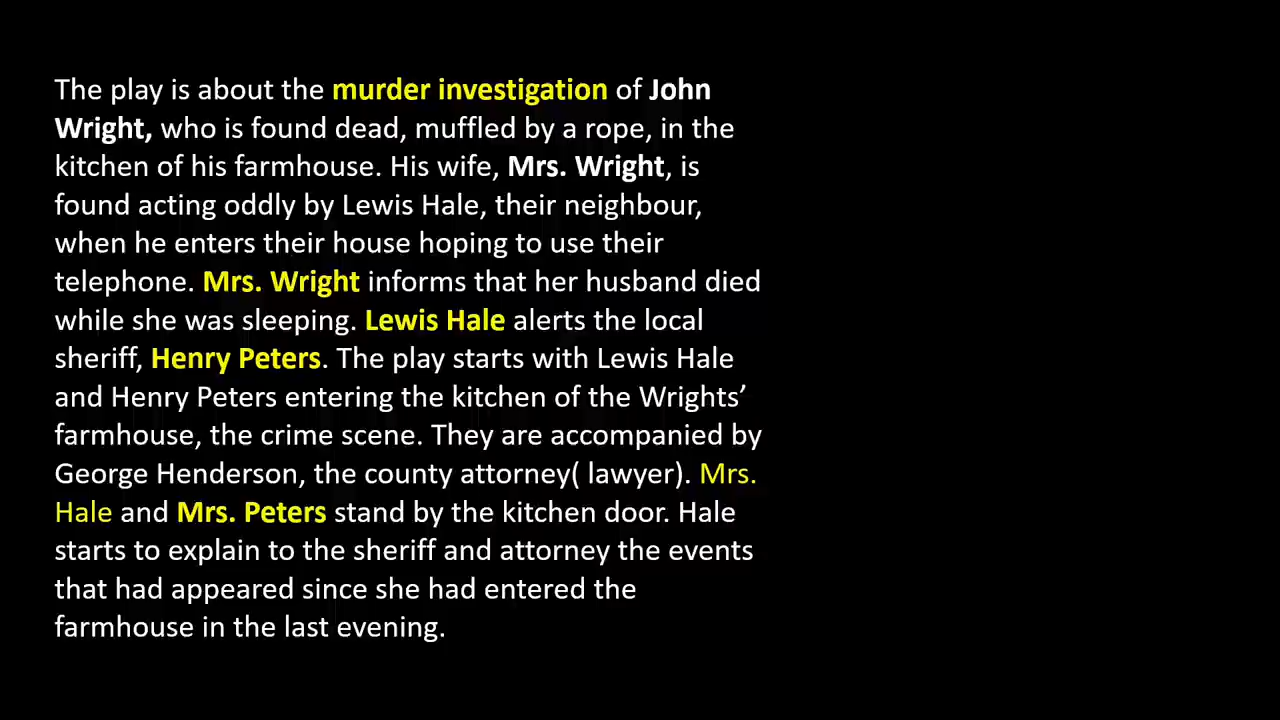 The play is about the murder investigation of John
Wright, who is found dead, muffled by a rope, in the
kitchen of his farmhouse. His wife, Mrs. Wright, is
found acting oddly by Lewis Hale, their neighbour,
when he enters their house hoping to use their
telephone. Mrs. Wright informs that her husband died
while she was sleeping. Lewis Hale alerts the local
sheriff, Henry Peters. The play starts with Lewis Hale
and Henry Peters entering the kitchen of the Wrights’
farmhouse, the crime scene. They are accompanied by
George Henderson, the county attorney( lawyer). Mrs.
Hale and Mrs. Peters stand by the kitchen door. Hale
starts to explain to the sheriff and attorney the events
that had appeared since she had entered the
farmhouse in the last evening.